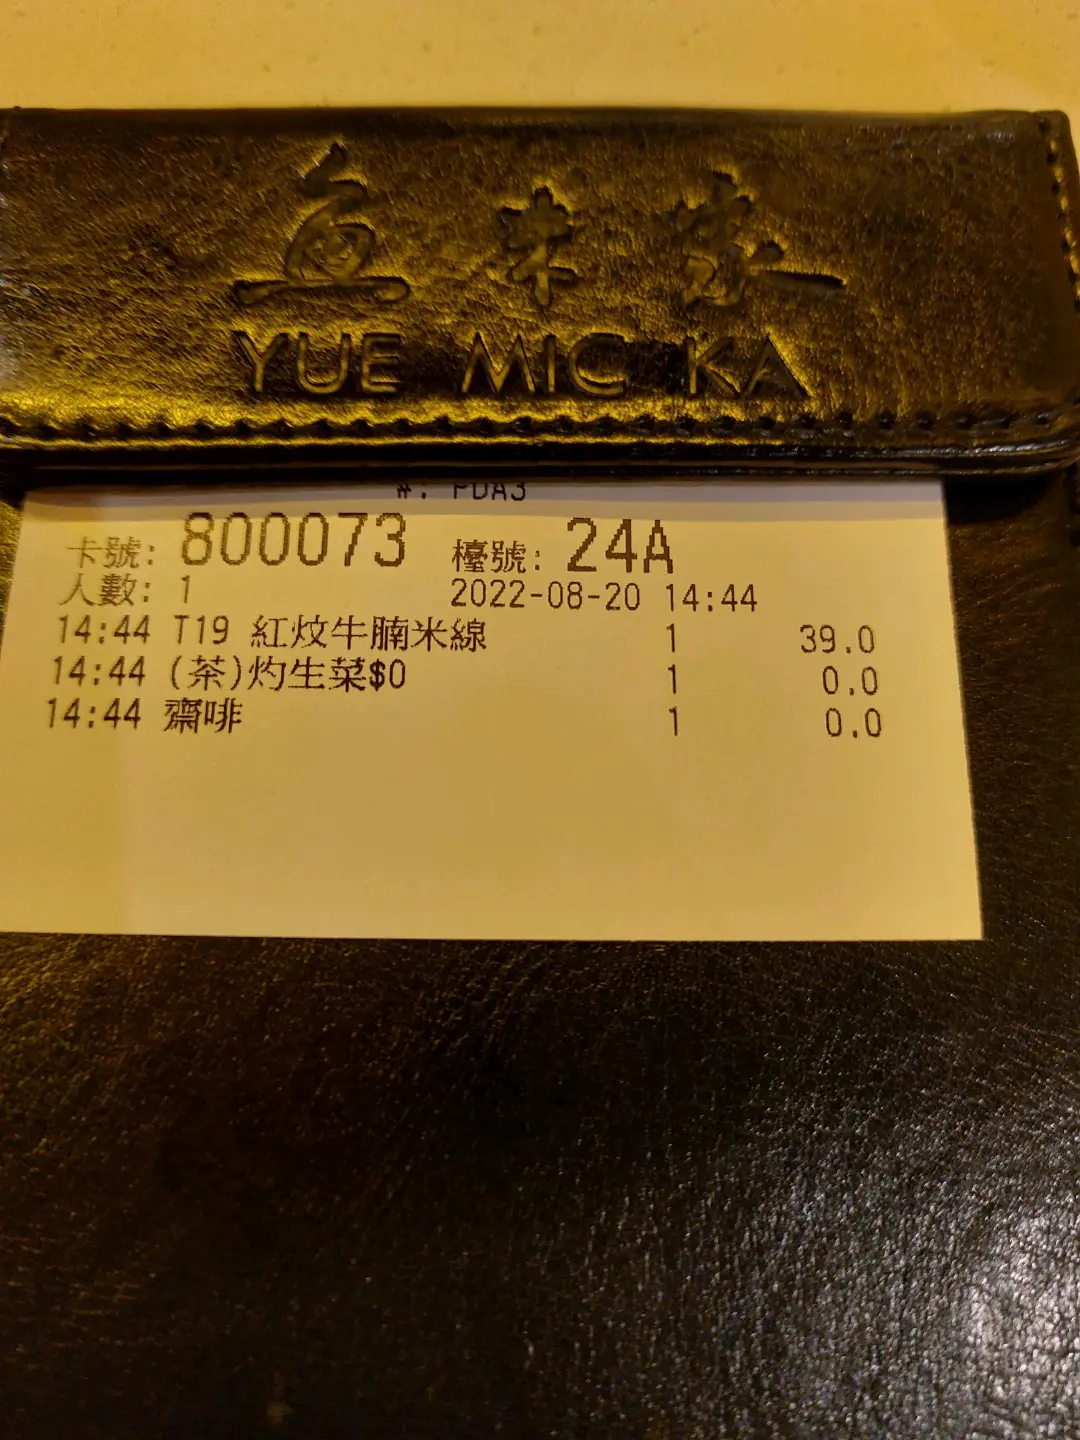 魚米家
YUE MIC KA
#: PDA3
卡號: 800073 檯號: 24A
人數: 1 2022-08-20 14:44
14:44 T19 紅炆牛腩米線 1 39.0
14:44 (茶)灼生菜$0 1 0.0
14:44 齋啡 1 0.0